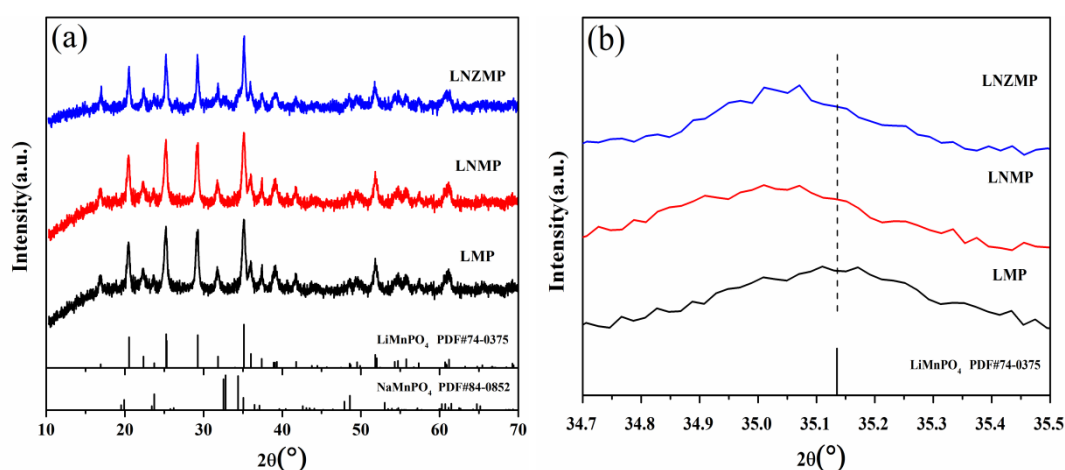 (a)
LNZMP
LNMP
LMP
LiMnPO₄ PDF#74-0375
NaMnPO₄ PDF#84-0852
Intensity(a.u.)
10 20 30 40 50 60 70
2θ(°)
(b)
LNZMP
LNMP
LMP
LiMnPO₄ PDF#74-0375
Intensity(a.u.)
34.7 34.8 34.9 35.0 35.1 35.2 35.3 35.4 35.5
2θ(°)